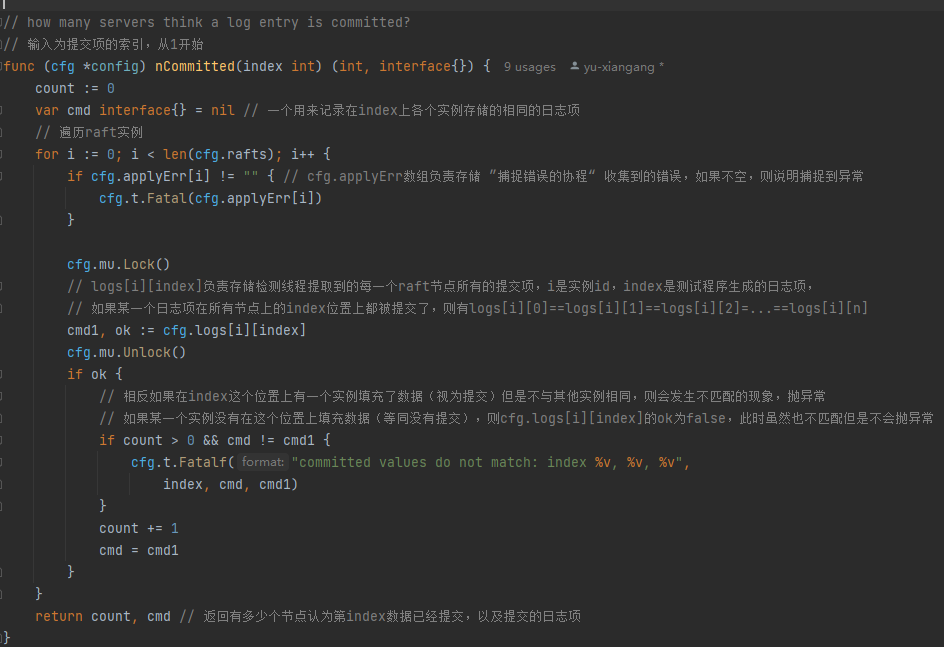 // how many servers think a log entry is committed?
// 输入为提交项的索引，从1开始
func (cfg *config) nCommitted(index int) (int, interface{}) { 9 usages yu-xiangang *
count := 0
var cmd interface{} = nil // 一个用来记录在index上各个实例存储的相同的日志项
// 遍历raft实例
for i := 0; i < len(cfg.rafts); i++ {
if cfg.applyErr[i] != "" { // cfg.applyErr数组负责存储 ”捕捉错误的协程“ 收集到的错误，如果不空，则说明捕捉到异常
cfg.t.Fatal(cfg.applyErr[i])
}
cfg.mu.Lock()
// logs[i][index]负责存储检测线程提取到的每一个raft节点所有的提交项，i是实例id，index是测试程序生成的日志项，
// 如果某一个日志项在所有节点上的index位置上都被提交了，则有logs[i][0]==logs[i][1]==logs[i][2]=...==logs[i][n]
cmd1, ok := cfg.logs[i][index]
cfg.mu.Unlock()
if ok {
// 相反如果在index这个位置上有一个实例填充了数据（视为提交）但是不与其他实例相同，则会发生不匹配的现象，抛异常
// 如果某一个实例没有在这个位置上填充数据（等同没有提交），则cfg.logs[i][index]的ok为false，此时虽然也不匹配但是不会抛异常
if count > 0 && cmd != cmd1 {
cfg.t.Fatalf( format: "committed values do not match: index %v, %v, %v",
index, cmd, cmd1)
}
count += 1
cmd = cmd1
}
}
return count, cmd // 返回有多少个节点认为第index数据已经提交，以及提交的日志项
}